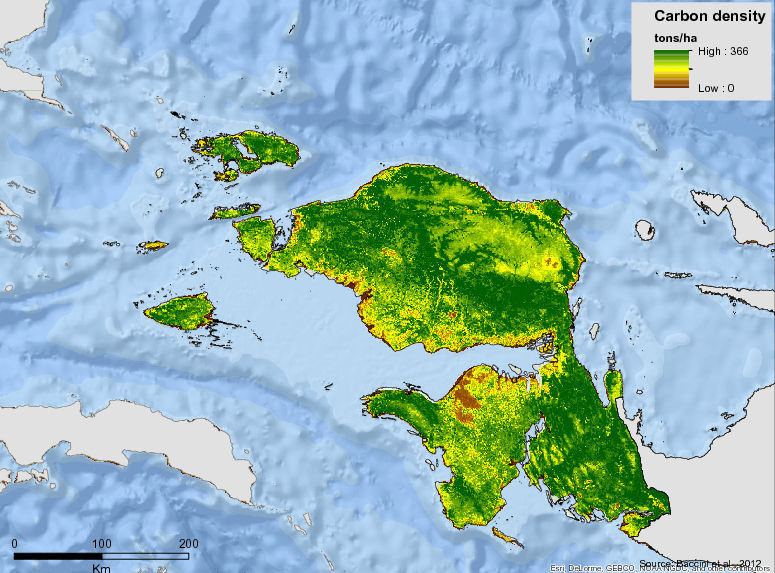 Carbon density
tons/ha
High : 366
Low : 0
0 100 200
Km
Source: Baccini et al., 2012
Esri, DeLorme, GEBCO, NOAA NGDC, and other contributors